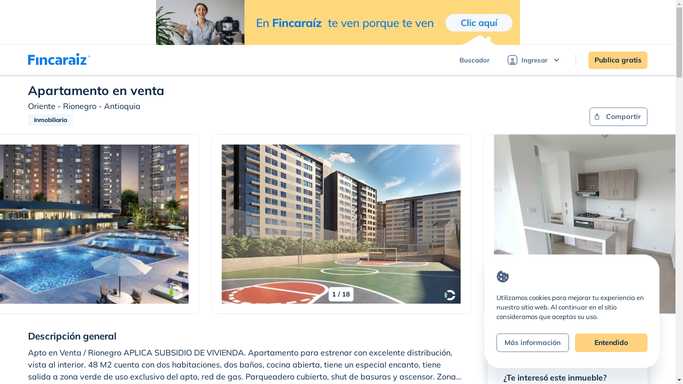 En Fincaraíz te ven porque te ven
Clic aquí
Fincaraíz
Buscador
Ingresar
Publica gratis
Apartamento en venta
Oriente - Rionegro - Antioquia
Inmobiliaria
Compartir
1 / 18
Utilizamos cookies para mejorar tu experiencia en
nuestro sitio web. Al continuar en el sitio
consideramos que aceptas su uso.
Más información
Entendido
Descripción general
Apto en Venta / Rionegro APLICA SUBSIDIO DE VIVIENDA. Apartamento para estrenar con excelente distribución,
vista al interior. 48 M2 cuenta con dos habitaciones, dos baños, cocina abierta, tiene un especial encanto, tiene
salida a zona verde de uso exclusivo del apto, red de gas. Parqueadero cubierto, shut de basuras y ascensor. Zona...
¿Te interesó este inmueble?